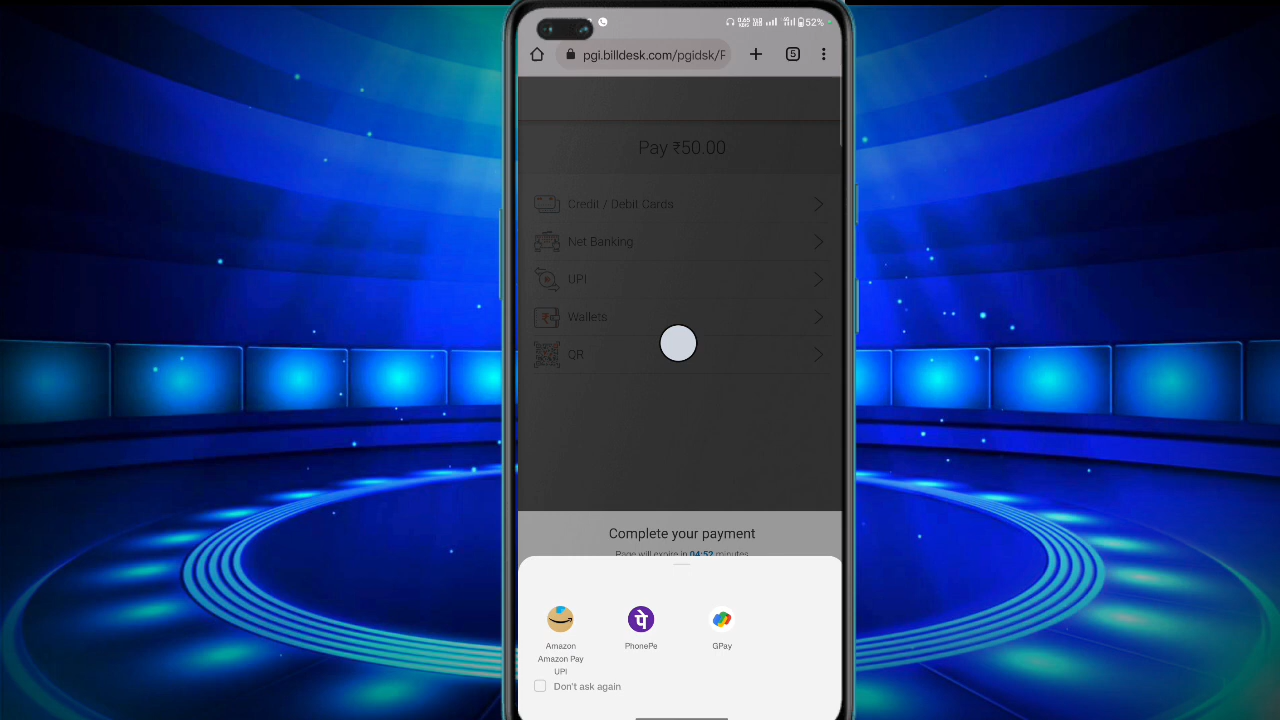 52%
pgi.billdesk.com/pgidsk/F
5
Pay ₹50.00
Credit / Debit Cards
Net Banking
UPI
Wallets
QR
Complete your payment
Page will expire in 04:52 minutes
Amazon
Amazon Pay
UPI
पे
PhonePe
GPay
Don't ask again